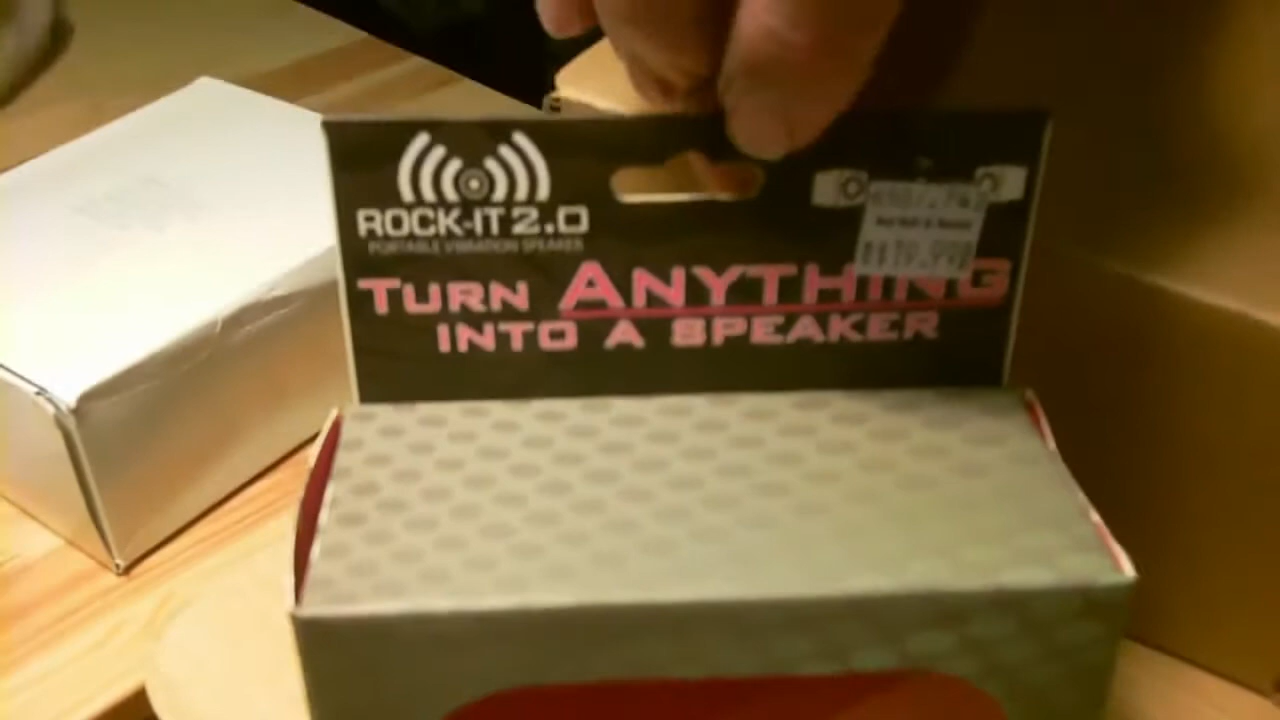 ROCK-IT 2.0
PORTABLE VIBRATION SPEAKER
TURN ANYTHING
INTO A SPEAKER